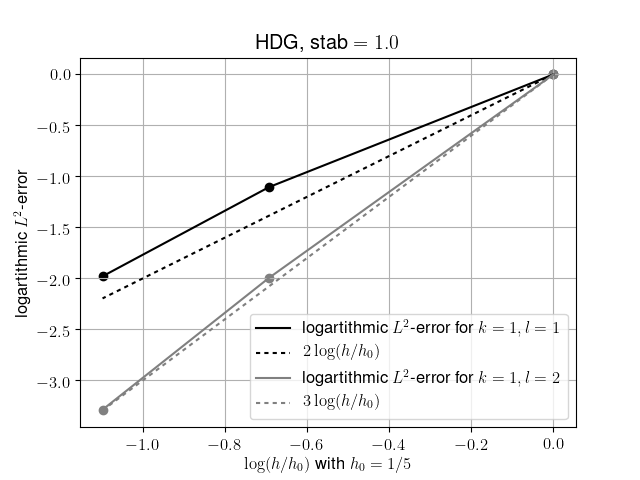 HDG, stab = 1.0
0.0
−0.5
−1.0
−1.5
−2.0
−2.5
−3.0
logartithmic L²-error
logartithmic L²-error for k = 1, l = 1
2 log(h/h₀)
logartithmic L²-error for k = 1, l = 2
3 log(h/h₀)
−1.0 −0.8 −0.6 −0.4 −0.2 0.0
log(h/h₀) with h₀ = 1/5